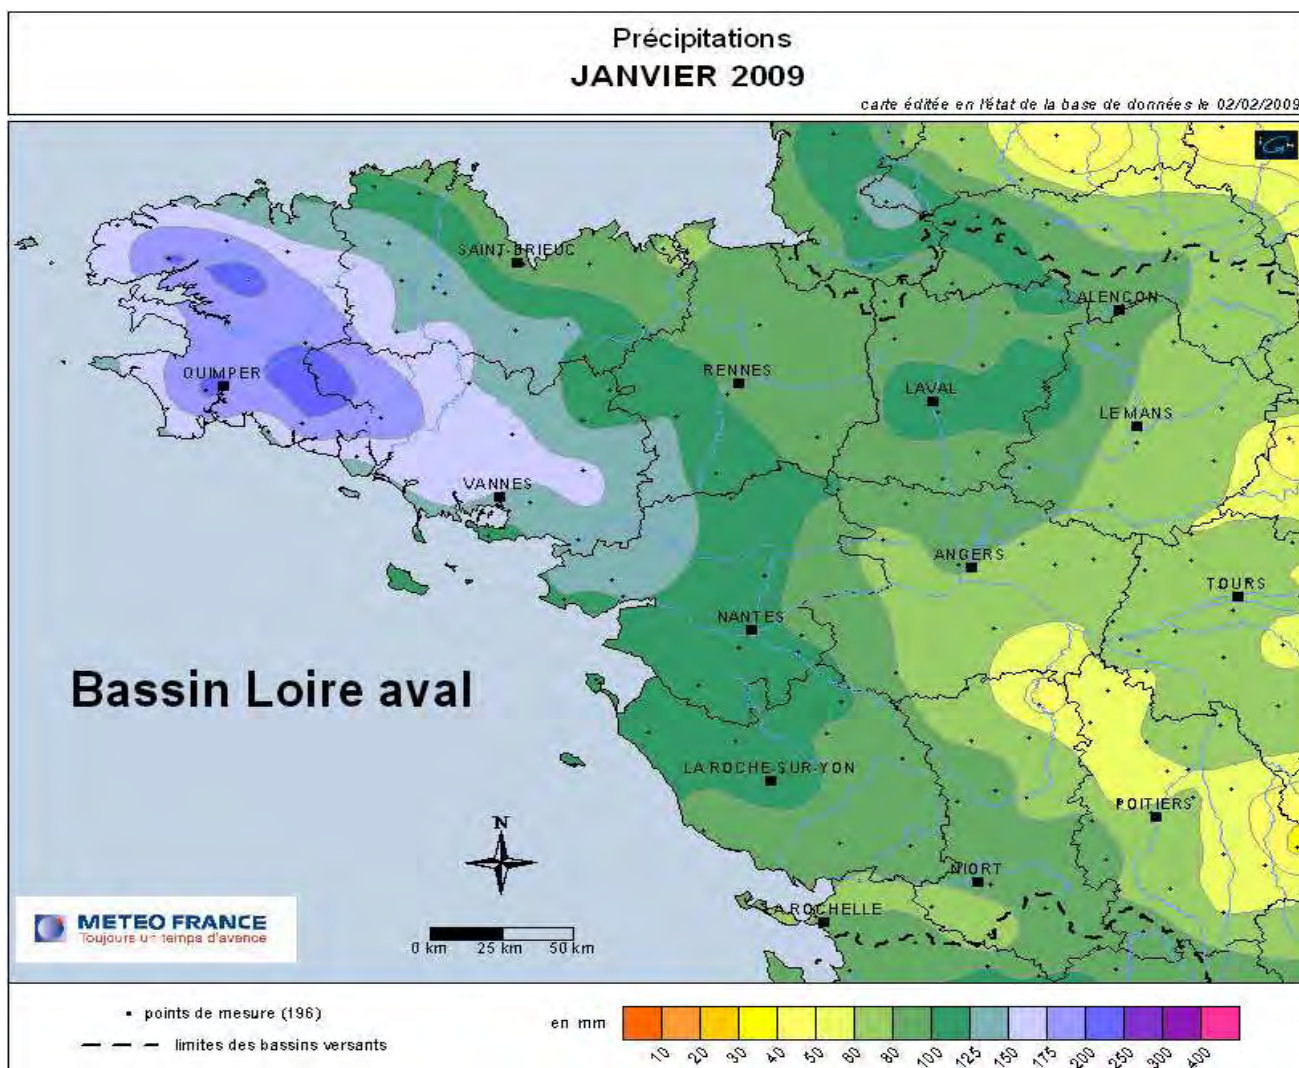 Précipitations
JANVIER 2009
carte éditée en l'état de la base de données le 02/02/2009
SAINT-BRIEUC
ALENÇON
QUIMPER
RENNES
LAVAL
LE MANS
VANNES
ANGERS
TOURS
NANTES
Bassin Loire aval
LA ROCHE-SUR-YON
POITIERS
N
NIORT
LA ROCHELLE
METEO FRANCE
Toujours un temps d'avance
0 km 25 km 50 km
points de mesure (196)
limites des bassins versants
en mm
10 20 30 40 50 60 80 100 125 150 175 200 250 300 400